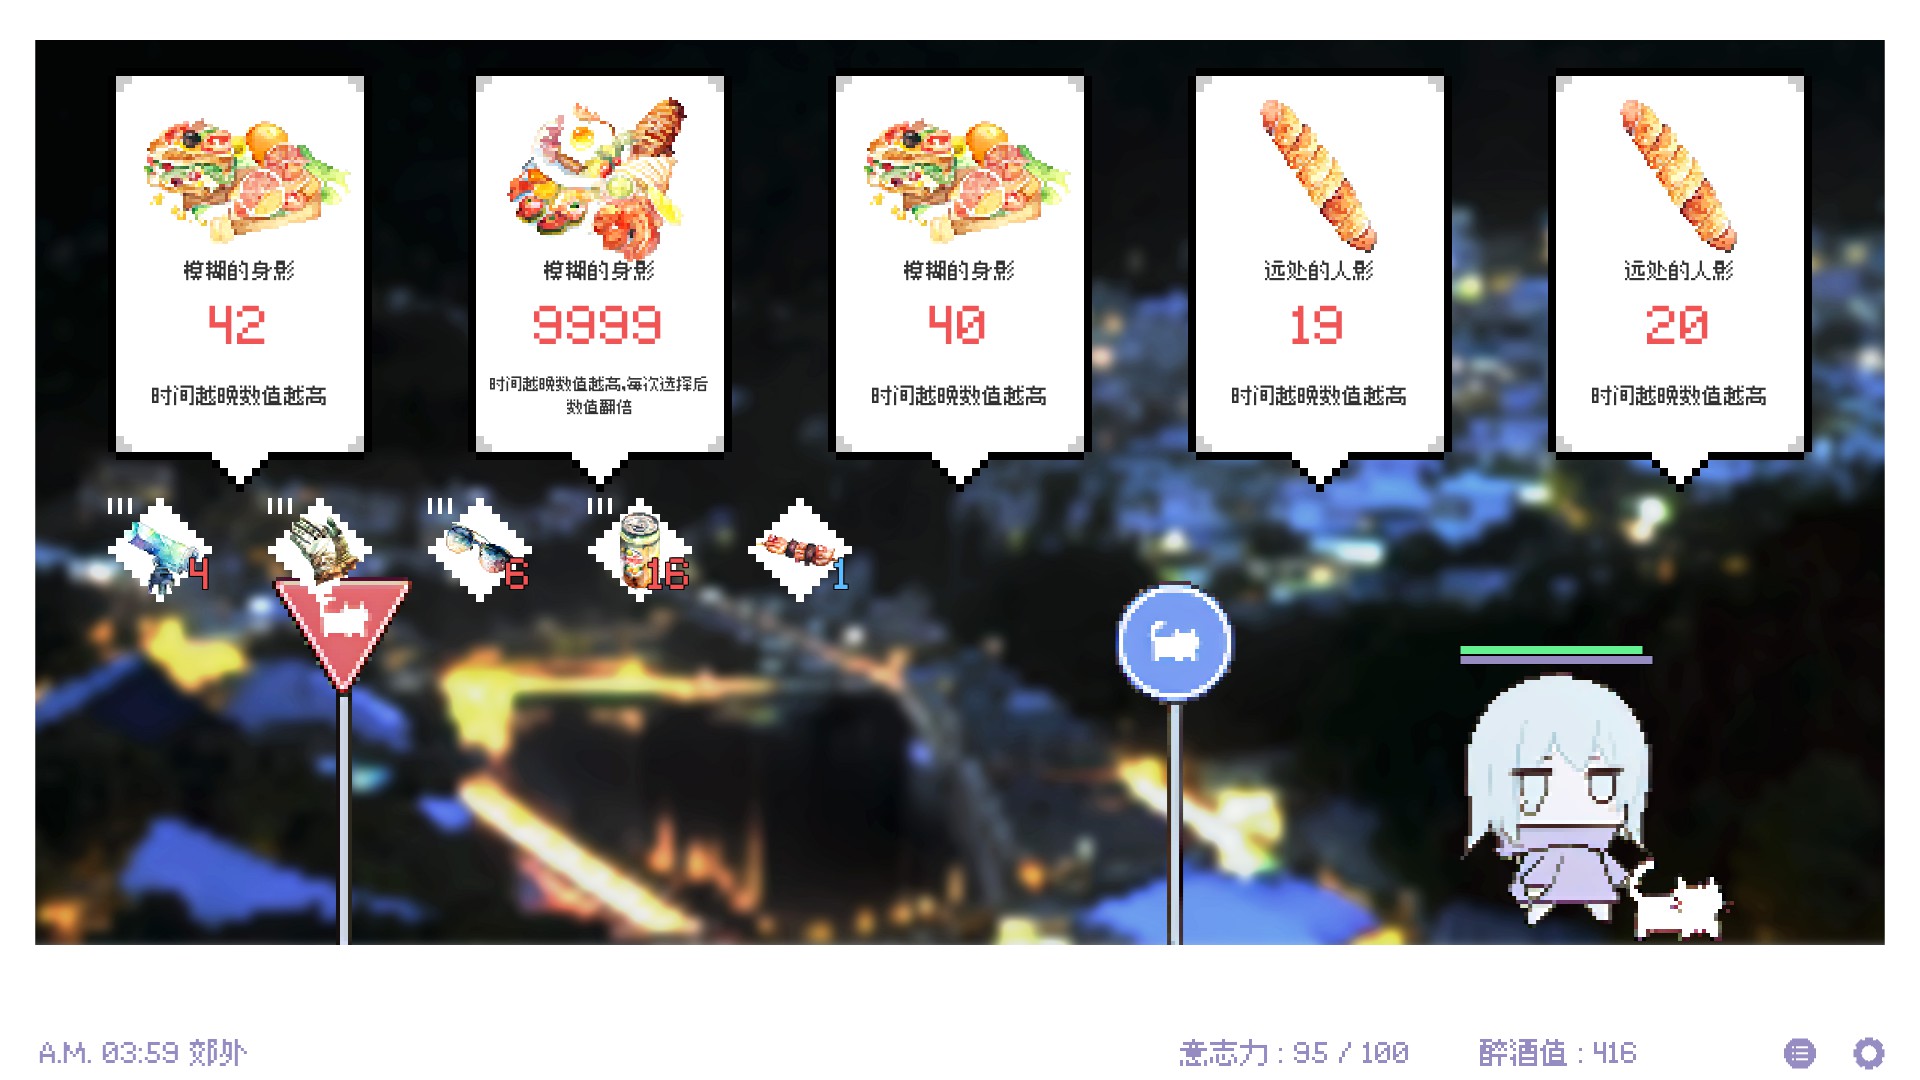 模糊的身影
42
时间越晚数值越高
模糊的身影
9999
时间越晚数值越高,每次选择后
数值翻倍
模糊的身影
40
时间越晚数值越高
远处的人影
19
时间越晚数值越高
远处的人影
20
时间越晚数值越高
4
6
16
1
A.M. 03:59 郊外
意志力 : 95 / 100
醉酒值 : 416